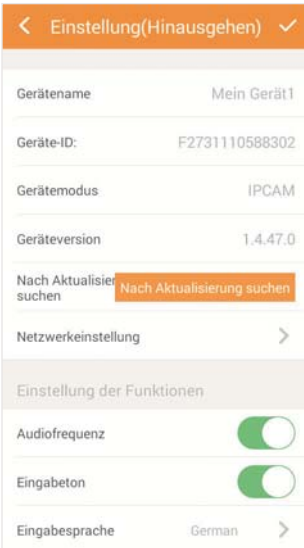 Einstellung(Hinausgehen)
Gerätename Mein Gerät1
Geräte-ID: F2731110588302
Gerätemodus IPCAM
Geräteversion 1.4.47.0
Nach Aktualisier
suchen Nach Aktualisierung suchen
Netzwerkeinstellung
Einstellung der Funktionen
Audiofrequenz
Eingabeton
Eingabesprache German